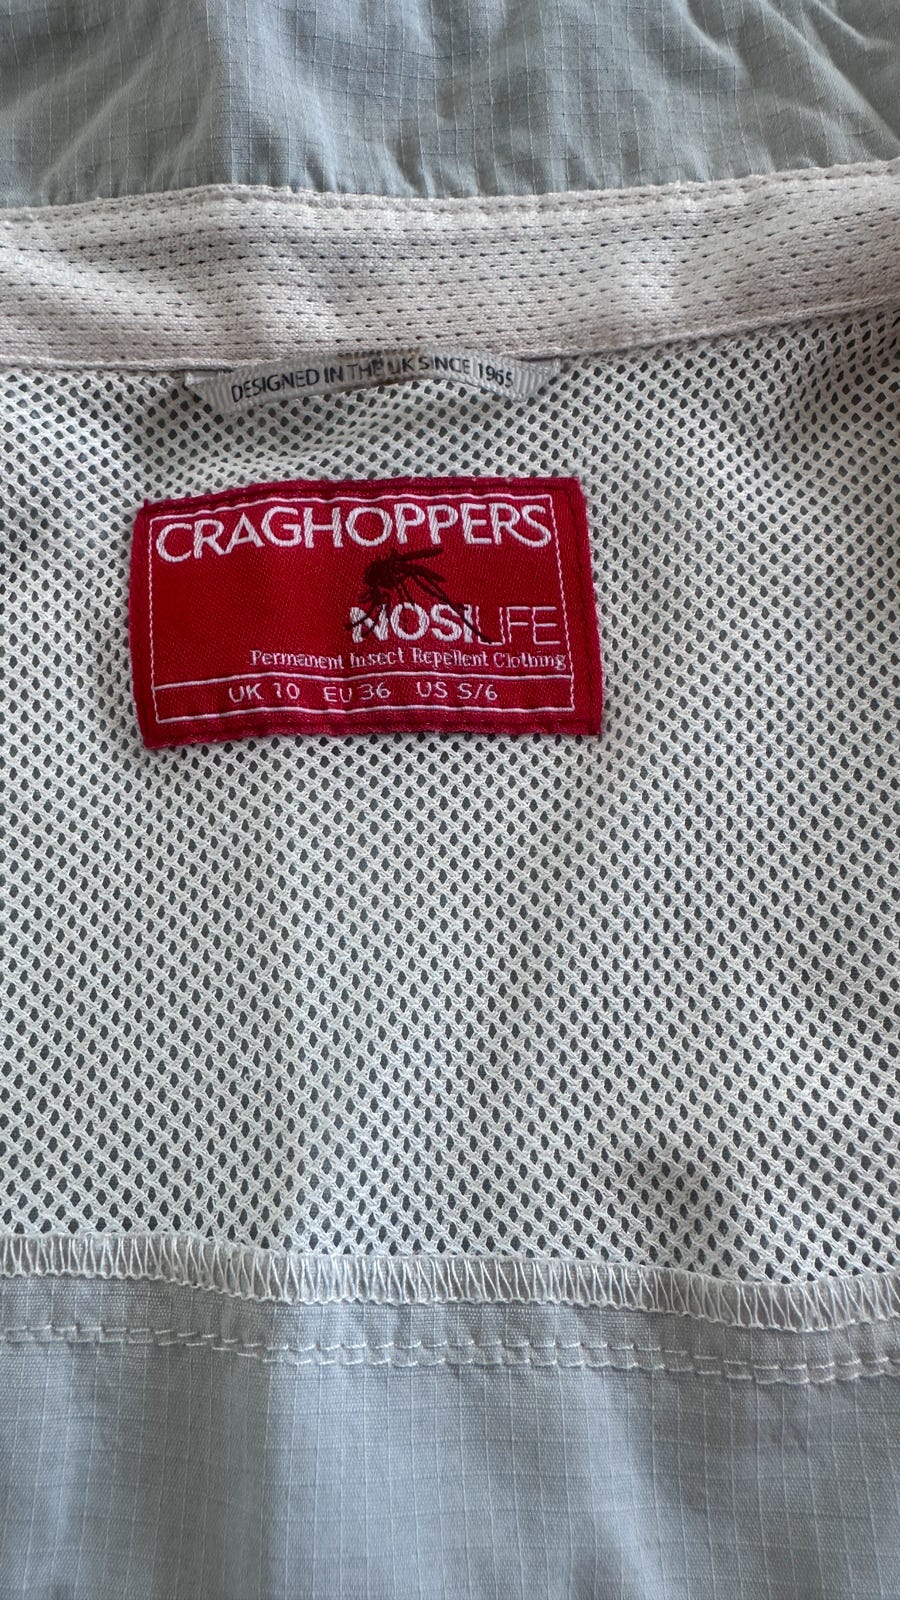 DESIGNED IN THE UK SINCE 1965
CRAGHOPPERS
NOSILIFE
Permanent Insect Repellent Clothing
UK 10 EU 36 US S/6